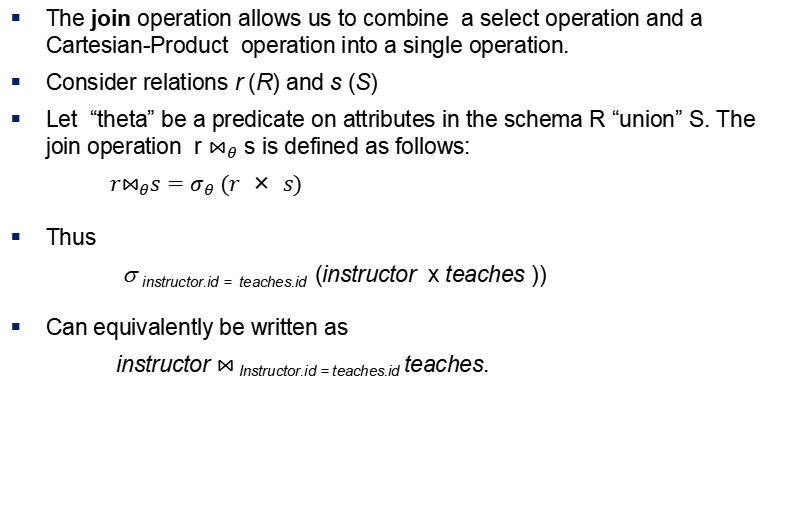 ▪ The join operation allows us to combine a select operation and a
Cartesian-Product operation into a single operation.
▪ Consider relations r (R) and s (S)
▪ Let “theta” be a predicate on attributes in the schema R “union” S. The
join operation r ⋈θ s is defined as follows:
r⋈θs = σθ (r × s)
▪ Thus
σ instructor.id = teaches.id (instructor x teaches ))
▪ Can equivalently be written as
instructor ⋈ Instructor.id = teaches.id teaches.